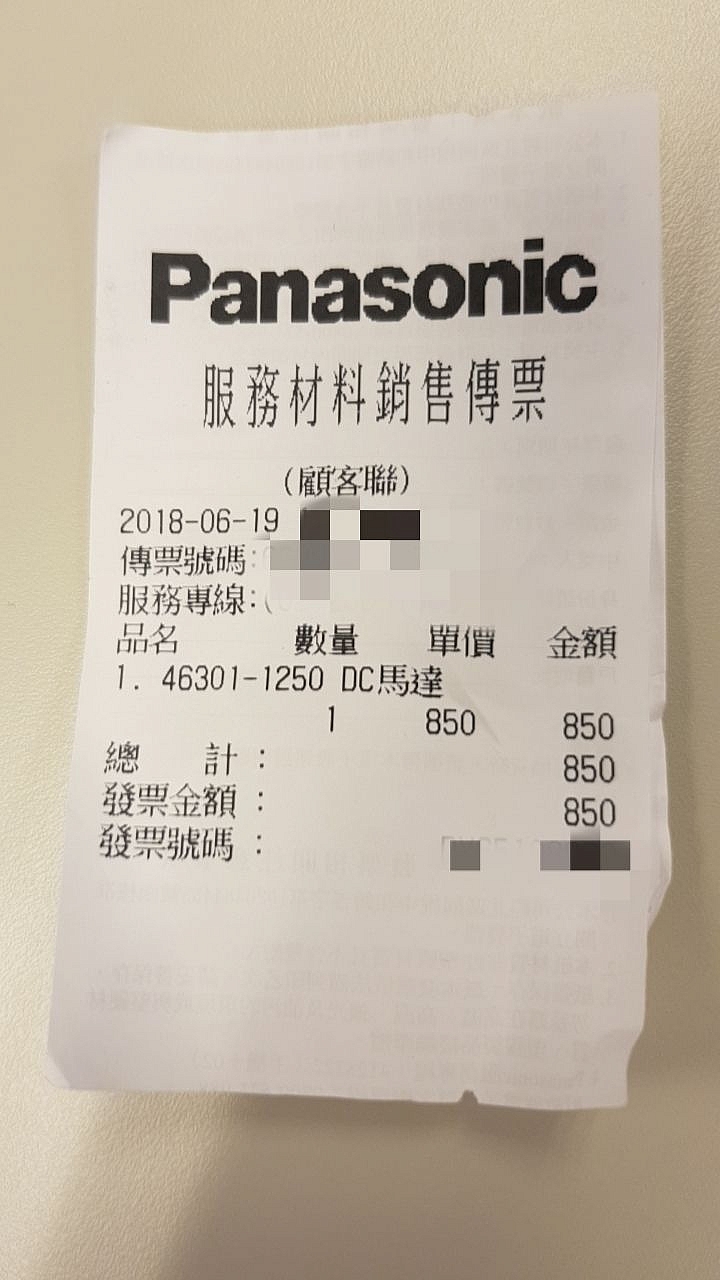 Panasonic
服務材料銷售傳票
(顧客聯)
2018-06-19
傳票號碼:
服務專線:(
品名 數量 單價 金額
1. 46301-1250 DC馬達
1 850 850
總 計 : 850
發票金額 : 850
發票號碼 :